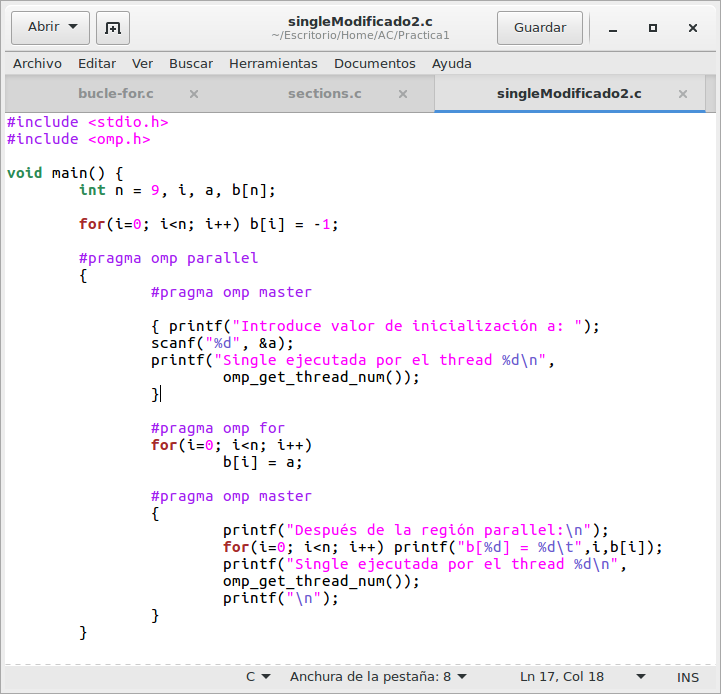 Abrir
singleModificado2.c
~/Escritorio/Home/AC/Practica1
Guardar
Archivo Editar Ver Buscar Herramientas Documentos Ayuda
bucle-for.c sections.c singleModificado2.c
#include <stdio.h>
#include <omp.h>
void main() {
int n = 9, i, a, b[n];
for(i=0; i<n; i++) b[i] = -1;
#pragma omp parallel
{
#pragma omp master
{ printf("Introduce valor de inicialización a: ");
scanf("%d", &a);
printf("Single ejecutada por el thread %d\n",
omp_get_thread_num());
}
#pragma omp for
for(i=0; i<n; i++)
b[i] = a;
#pragma omp master
{
printf("Después de la región parallel:\n");
for(i=0; i<n; i++) printf("b[%d] = %d\t",i,b[i]);
printf("Single ejecutada por el thread %d\n",
omp_get_thread_num());
printf("\n");
}
}
C Anchura de la pestaña: 8 Ln 17, Col 18 INS